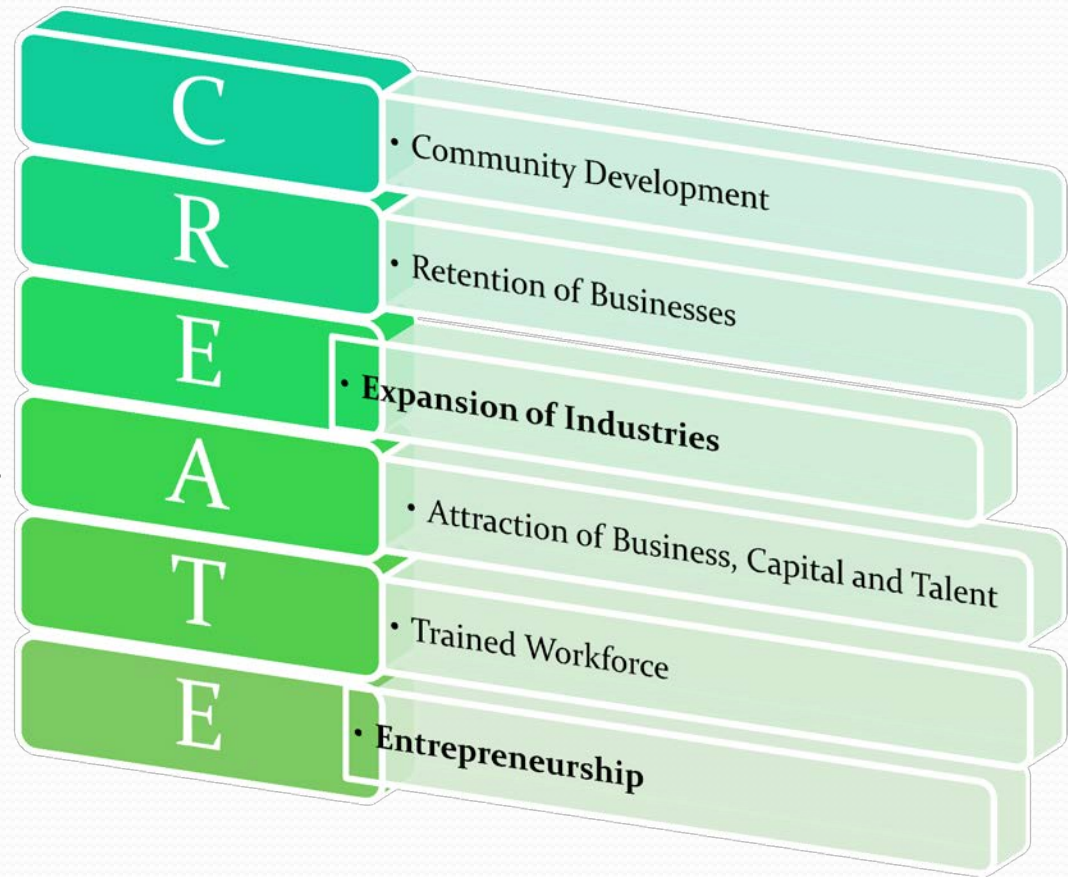 C
• Community Development
R
• Retention of Businesses
E
• Expansion of Industries
A
• Attraction of Business, Capital and Talent
T
• Trained Workforce
E
• Entrepreneurship